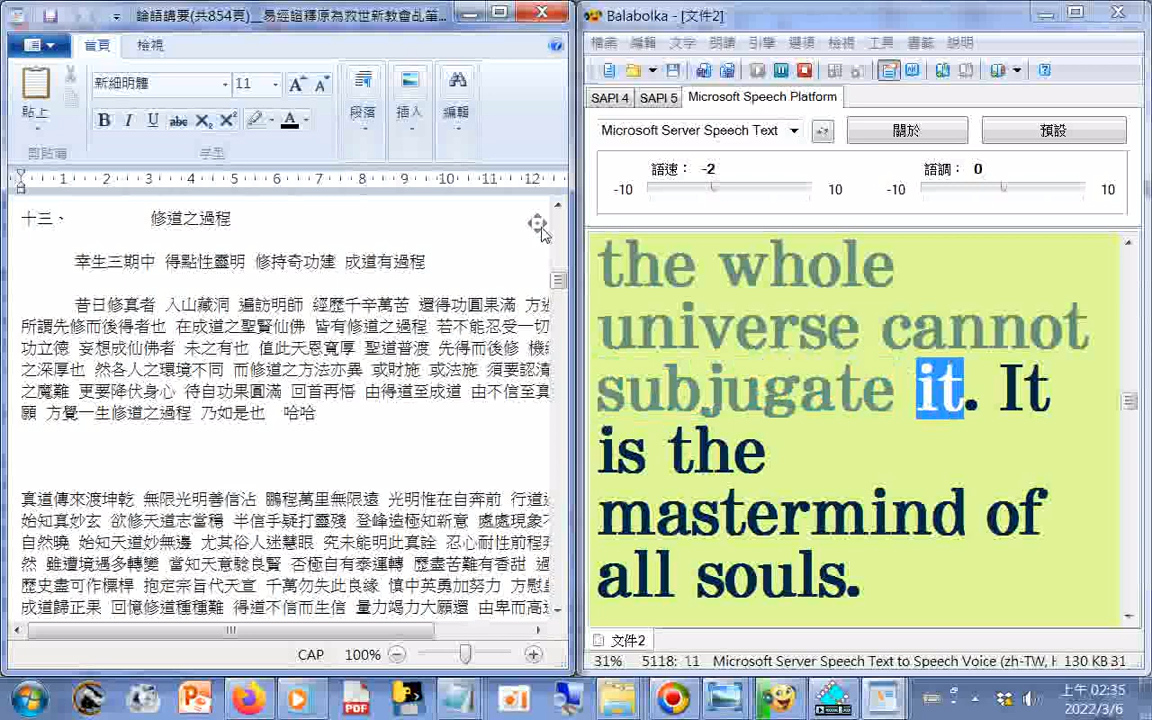 論語講要(共854頁)__易經證釋原為救世新教會乩筆...
首頁 檢視
新細明體 11
貼上
剪貼簿
B I U abc X₂ X² A
字型
段落 插入 編輯
1 2 3 4 5 6 7 8 9 10 11 12
十三、 修道之過程
幸生三期中 得點性靈明 修持奇功建 成道有過程
昔日修真者 入山藏洞 遍訪明師 經歷千辛萬苦 還得功圓果滿 方
所謂先修而後得者也 在成道之聖賢仙佛 皆有修道之過程 若不能忍受一切
功立德 妄想成仙佛者 未之有也 值此天恩寬厚 聖道普渡 先得而後修 機
之深厚也 然各人之環境不同 而修道之方法亦異 或財施 或法施 須要認清
之魔難 更要降伏身心 待自功果圓滿 回首再悟 由得道至成道 由不信至真
願 方覺一生修道之過程 乃如是也 哈哈
真道傳來渡坤乾 無限光明善信沾 鵬程萬里無限遠 光明惟在自奔前 行道
始知真妙玄 欲修天道志當穩 半信半疑打靈殘 登峰造極知新意 處處現象
自然曉 始知天道妙無邊 尤其俗人迷慧眼 究未能明此真詮 忍心耐性前程
然 雖遭境遇多轉變 當知天意驗良賢 否極自有泰運轉 歷盡苦難有香甜
歷史盡可作標桿 抱定宗旨代天宣 千萬勿失此良緣 慎中英勇加努力 方慰
成道歸正果 回憶修道種種難 得道不信而生信 量力竭力大願還 由卑而高
CAP 100%
Balabolka - [文件2]
檔案 編輯 文字 朗讀 引擎 選項 檢視 工具 書籤 說明
SAPI 4 SAPI 5 Microsoft Speech Platform
Microsoft Server Speech Text 關於 預設
語速： -2 語調： 0
-10 10 -10 10
the whole
universe cannot
subjugate it. It
is the
mastermind of
all souls.
文件2
31% 5118: 11 Microsoft Server Speech Text to Speech Voice (zh-TW, H 130 KB 31
上午 02:35
2022/3/6